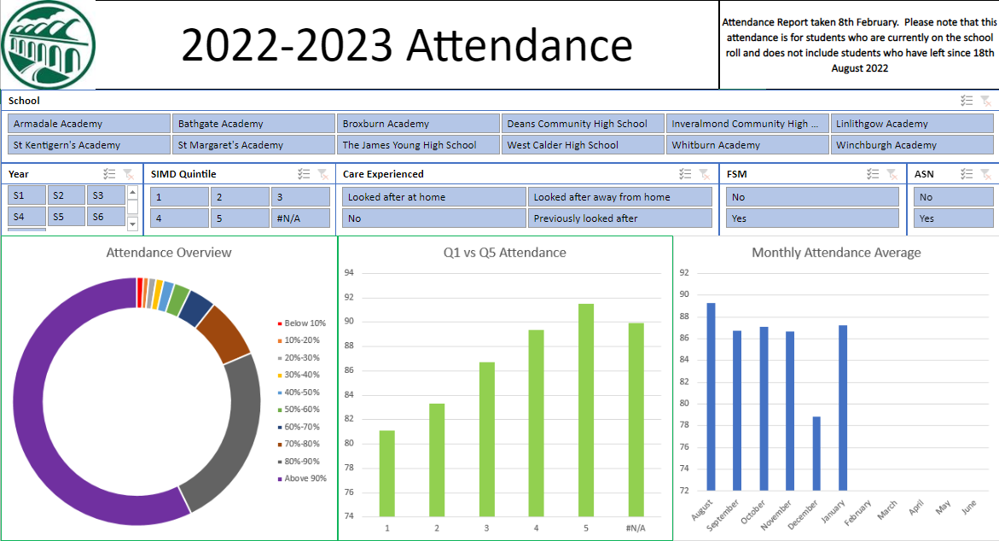 2022-2023 Attendance
Attendance Report taken 8th February.  Please note that this
attendance is for students who are currently on the school
roll and does not include students who have left since 18th
August 2022
School
Armadale Academy
Bathgate Academy
Broxburn Academy
Deans Community High School
Inveralmond Community High ...
Linlithgow Academy
St Kentigern's Academy
St Margaret's Academy
The James Young High School
West Calder High School
Whitburn Academy
Winchburgh Academy
Year
S1
S2
S3
S4
S5
S6
SIMD Quintile
1
2
3
4
5
#N/A
Care Experienced
Looked after at home
Looked after away from home
No
Previously looked after
FSM
No
Yes
ASN
No
Yes
Attendance Overview
Below 10%
10%-20%
20%-30%
30%-40%
40%-50%
50%-60%
60%-70%
70%-80%
80%-90%
Above 90%
Q1 vs Q5 Attendance
94
92
90
88
86
84
82
80
78
76
74
1
2
3
4
5
#N/A
Monthly Attendance Average
92
90
88
86
84
82
80
78
76
74
72
August
September
October
November
December
January
February
March
April
May
June